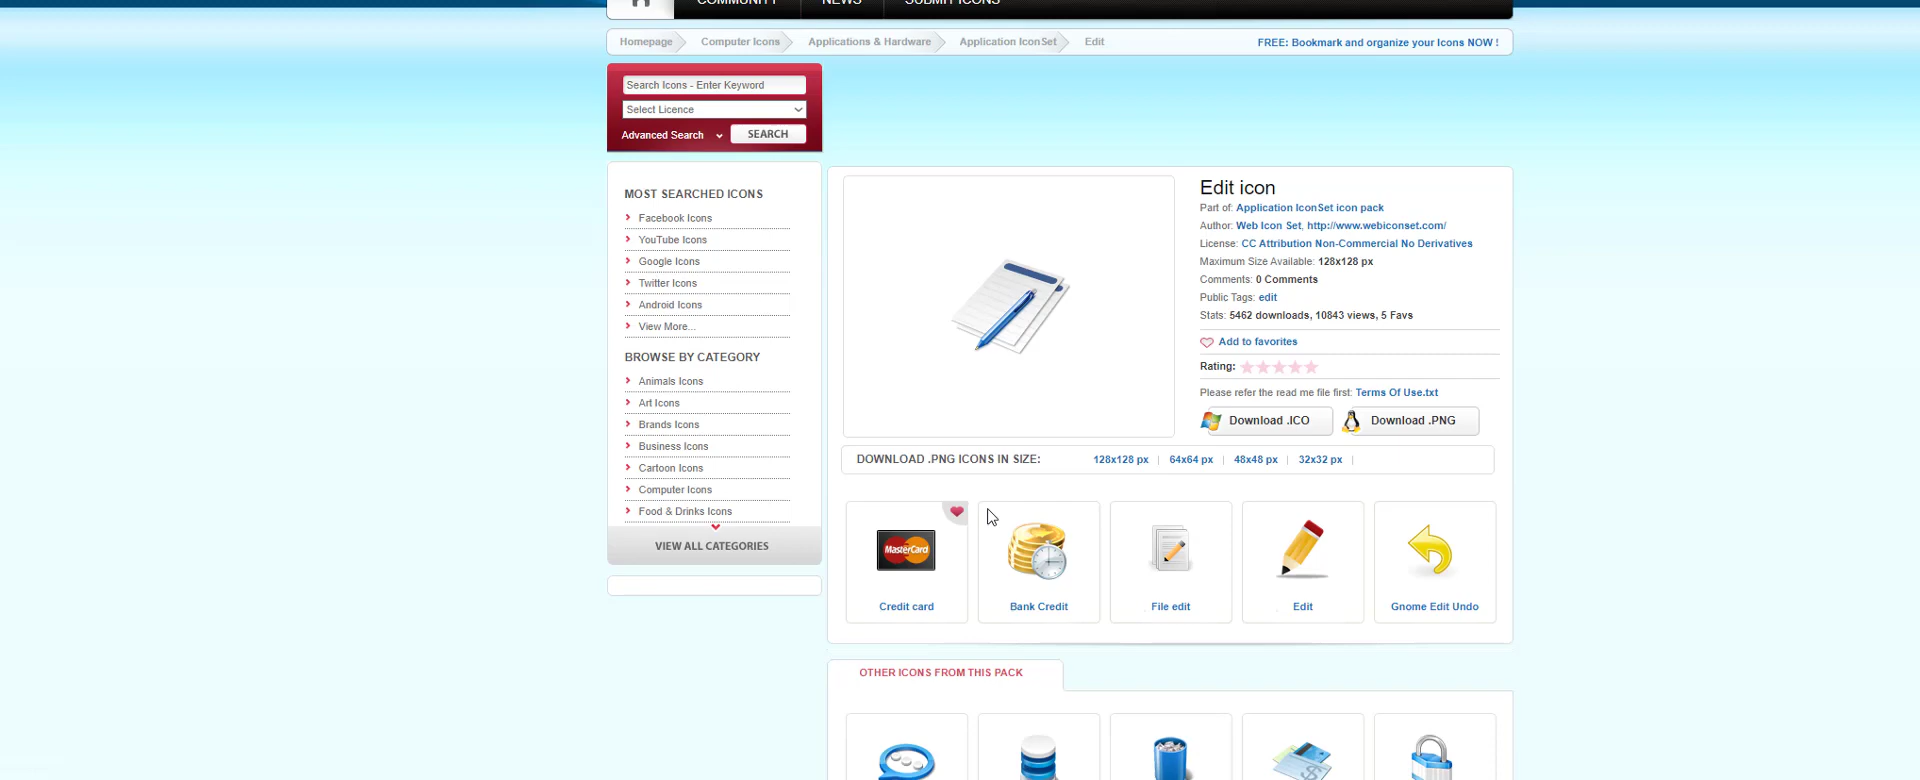 COMMUNITY NEWS SUBMIT ICONS
Homepage Computer Icons Applications & Hardware Application IconSet Edit FREE: Bookmark and organize your Icons NOW !
Search Icons - Enter Keyword
Select Licence
Advanced Search SEARCH
MOST SEARCHED ICONS
Facebook Icons
YouTube Icons
Google Icons
Twitter Icons
Android Icons
View More...
BROWSE BY CATEGORY
Animals Icons
Art Icons
Brands Icons
Business Icons
Cartoon Icons
Computer Icons
Food & Drinks Icons
VIEW ALL CATEGORIES
Edit icon
Part of: Application IconSet icon pack
Author: Web Icon Set, http://www.webiconset.com/
License: CC Attribution Non-Commercial No Derivatives
Maximum Size Available: 128x128 px
Comments: 0 Comments
Public Tags: edit
Stats: 5462 downloads, 10843 views, 5 Favs
Add to favorites
Rating:
Please refer the read me file first: Terms Of Use.txt
Download .ICO Download .PNG
DOWNLOAD .PNG ICONS IN SIZE: 128x128 px | 64x64 px | 48x48 px | 32x32 px |
MasterCard
Credit card Bank Credit File edit Edit Gnome Edit Undo
OTHER ICONS FROM THIS PACK